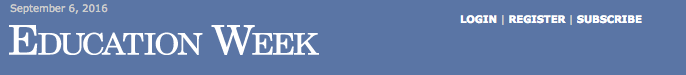 September 6, 2016
LOGIN | REGISTER | SUBSCRIBE
EDUCATION WEEK